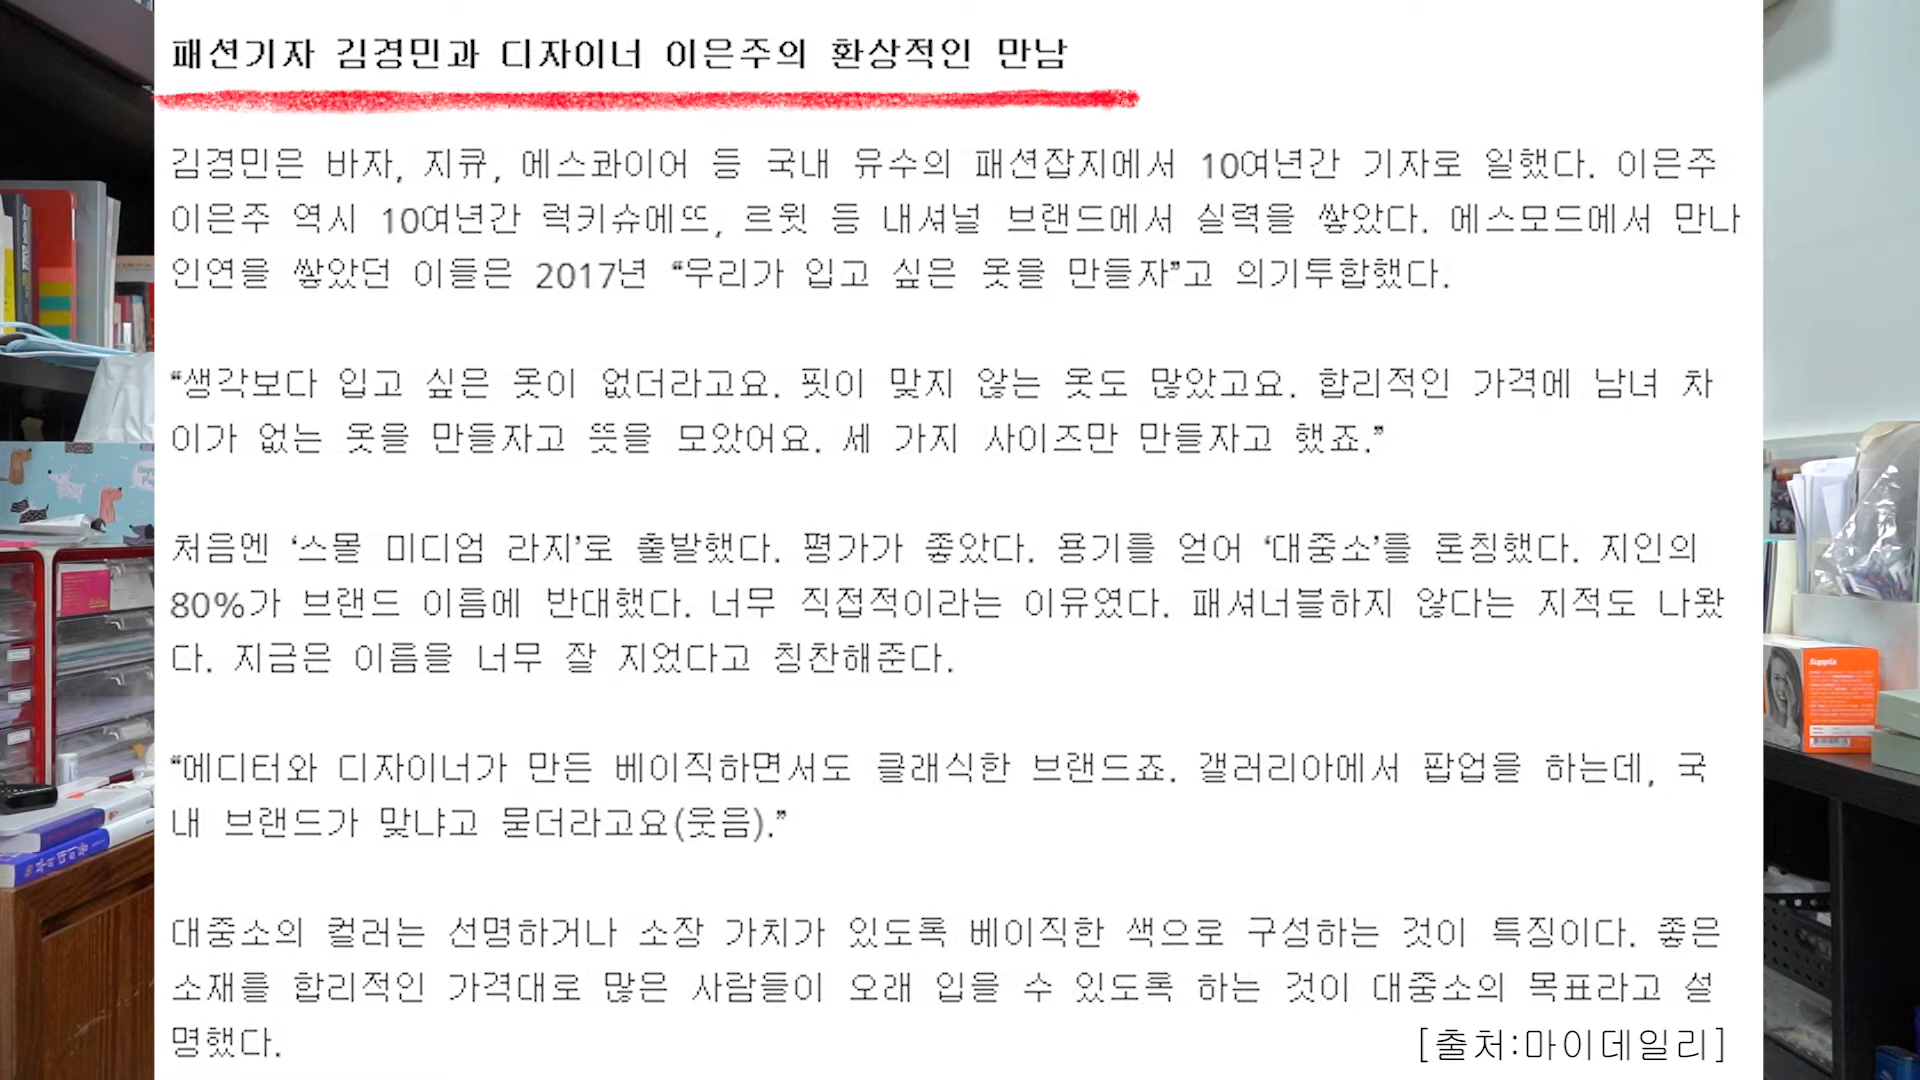 패션기자 김경민과 디자이너 이은주의 환상적인 만남
김경민은 바자, 지큐, 에스콰이어 등 국내 유수의 패션잡지에서 10여년간 기자로 일했다. 이은주
이은주 역시 10여년간 럭키슈에뜨, 르윗 등 내셔널 브랜드에서 실력을 쌓았다. 에스모드에서 만나
인연을 쌓았던 이들은 2017년 “우리가 입고 싶은 옷을 만들자”고 의기투합했다.
“생각보다 입고 싶은 옷이 없더라고요. 핏이 맞지 않는 옷도 많았고요. 합리적인 가격에 남녀 차
이가 없는 옷을 만들자고 뜻을 모았어요. 세 가지 사이즈만 만들자고 했죠.”
처음엔 ‘스몰 미디엄 라지’로 출발했다. 평가가 좋았다. 용기를 얻어 ‘대중소’를 론칭했다. 지인의
80%가 브랜드 이름에 반대했다. 너무 직접적이라는 이유였다. 패셔너블하지 않다는 지적도 나왔
다. 지금은 이름을 너무 잘 지었다고 칭찬해준다.
“에디터와 디자이너가 만든 베이직하면서도 클래식한 브랜드죠. 갤러리아에서 팝업을 하는데, 국
내 브랜드가 맞냐고 묻더라고요(웃음).”
대중소의 컬러는 선명하거나 소장 가치가 있도록 베이직한 색으로 구성하는 것이 특징이다. 좋은
소재를 합리적인 가격대로 많은 사람들이 오래 입을 수 있도록 하는 것이 대중소의 목표라고 설
명했다.
[출처:마이데일리]
Suppla